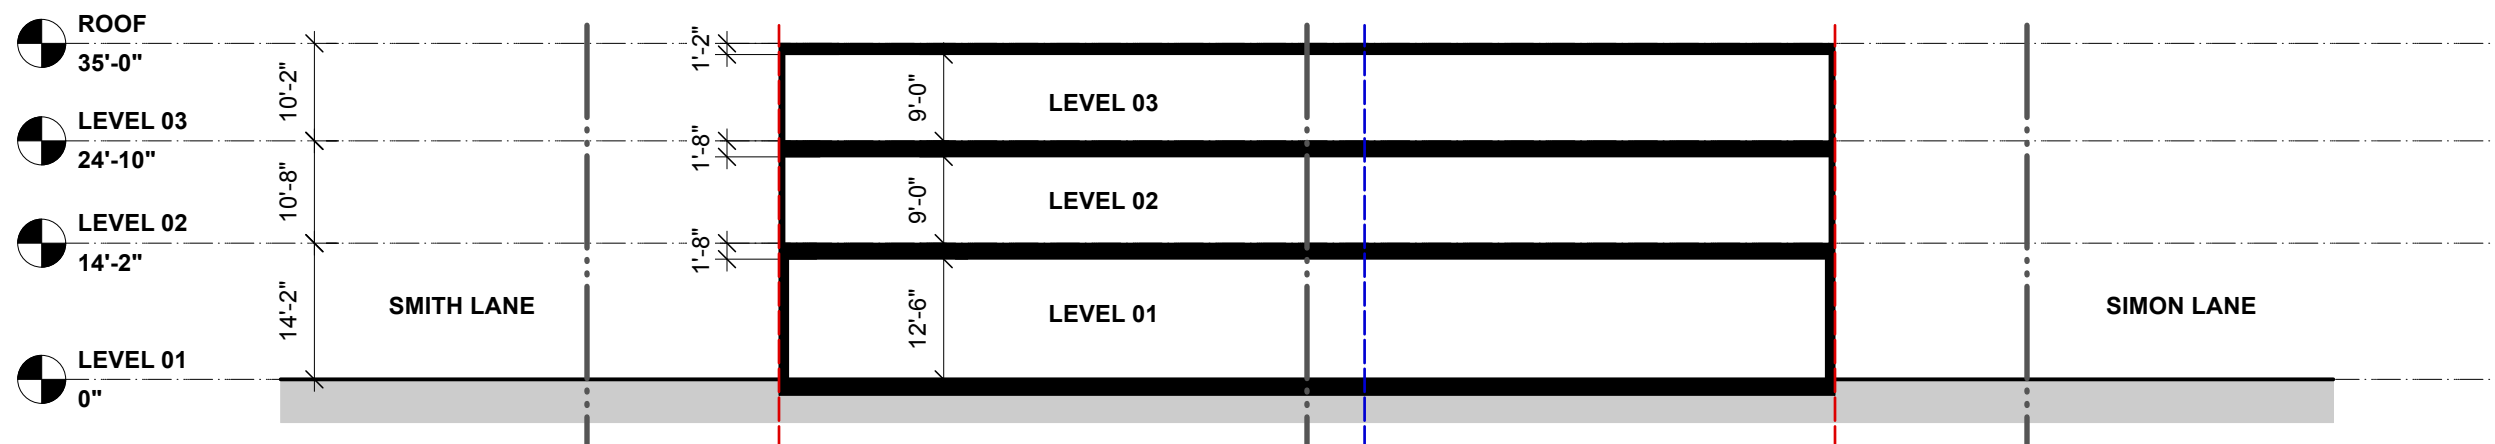 ROOF
35'-0"
LEVEL 03
24'-10"
LEVEL 02
14'-2"
LEVEL 01
0"
10'-2"
10'-8"
14'-2"
SMITH LANE
1'-2"
1'-8"
1'-8"
9'-0"
9'-0"
12'-6"
LEVEL 03
LEVEL 02
LEVEL 01
SIMON LANE